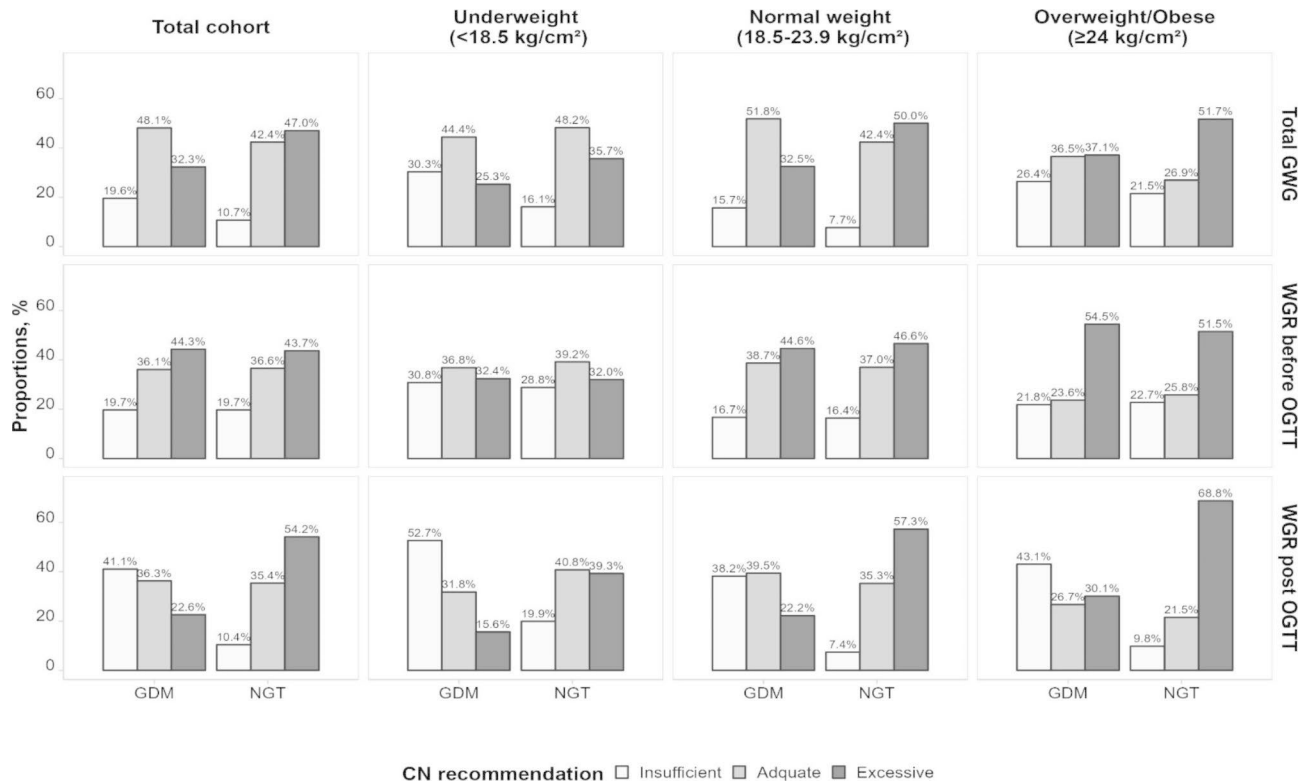 Total cohort
Underweight
(<18.5 kg/cm²)
Normal weight
(18.5-23.9 kg/cm²)
Overweight/Obese
(≥24 kg/cm²)
Proportions, %
60
40
20
0
19.6% 48.1% 32.3% 10.7% 42.4% 47.0%
30.3% 44.4% 25.3% 16.1% 48.2% 35.7%
15.7% 51.8% 32.5% 7.7% 42.4% 50.0%
26.4% 36.5% 37.1% 21.5% 26.9% 51.7%
Total GWG
60
40
20
0
19.7% 36.1% 44.3% 19.7% 36.6% 43.7%
30.8% 36.8% 32.4% 28.8% 39.2% 32.0%
16.7% 38.7% 44.6% 16.4% 37.0% 46.6%
21.8% 23.6% 54.5% 22.7% 25.8% 51.5%
WGR before OGTT
60
40
20
0
41.1% 36.3% 22.6% 10.4% 35.4% 54.2%
52.7% 31.8% 15.6% 19.9% 40.8% 39.3%
38.2% 39.5% 22.2% 7.4% 35.3% 57.3%
43.1% 26.7% 30.1% 9.8% 21.5% 68.8%
WGR post OGTT
GDM NGT GDM NGT GDM NGT GDM NGT
CN recommendation Insufficient Adquate Excessive